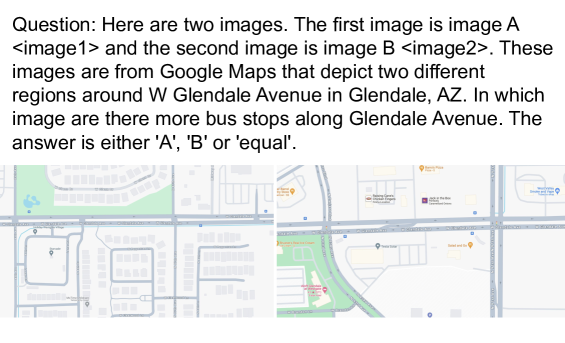 Question: Here are two images. The first image is image A
<image1> and the second image is image B <image2>. These
images are from Google Maps that depict two different
regions around W Glendale Avenue in Glendale, AZ. In which
image are there more bus stops along Glendale Avenue. The
answer is either 'A', 'B' or 'equal'.